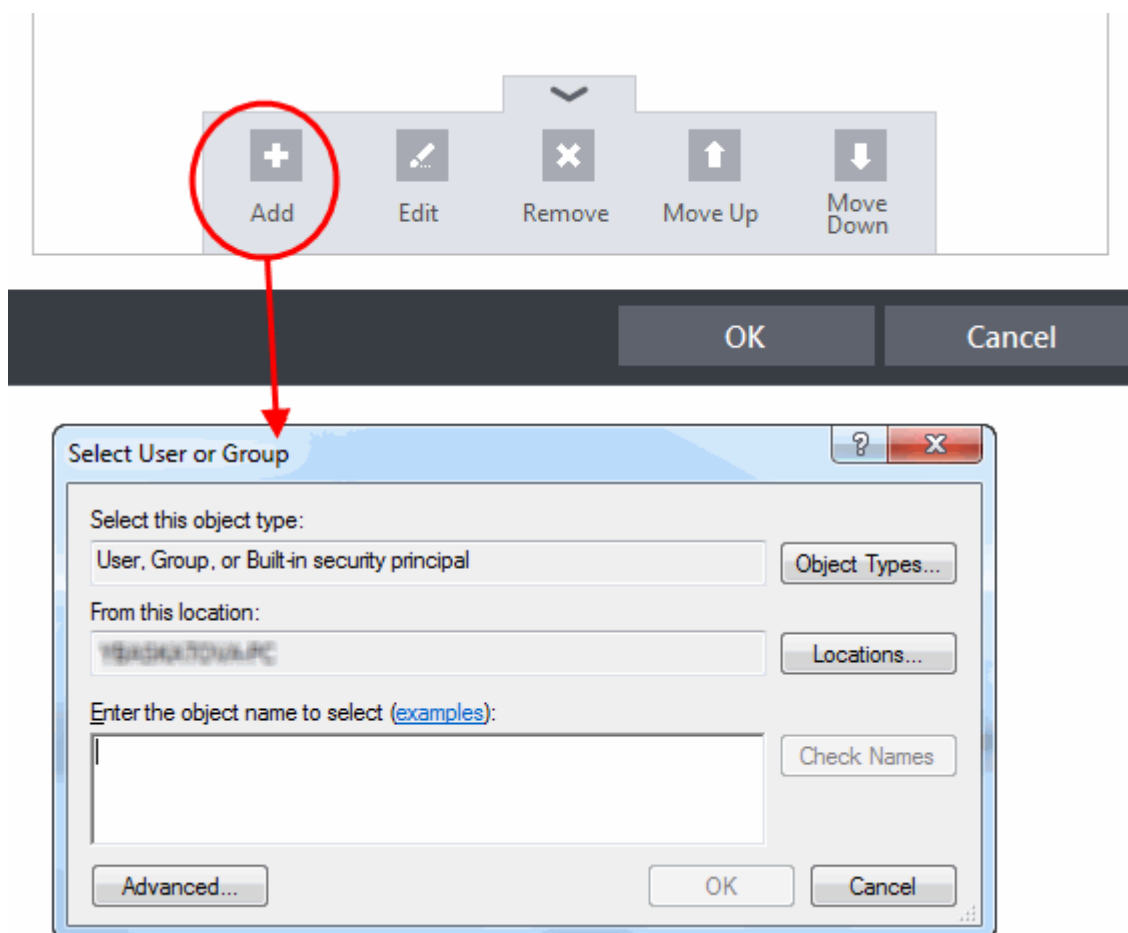 Add
Edit
Remove
Move Up
Move
Down
OK
Cancel
Select User or Group
Select this object type:
User, Group, or Built-in security principal
Object Types...
From this location:
Locations...
Enter the object name to select (examples):
Check Names
Advanced...
OK
Cancel